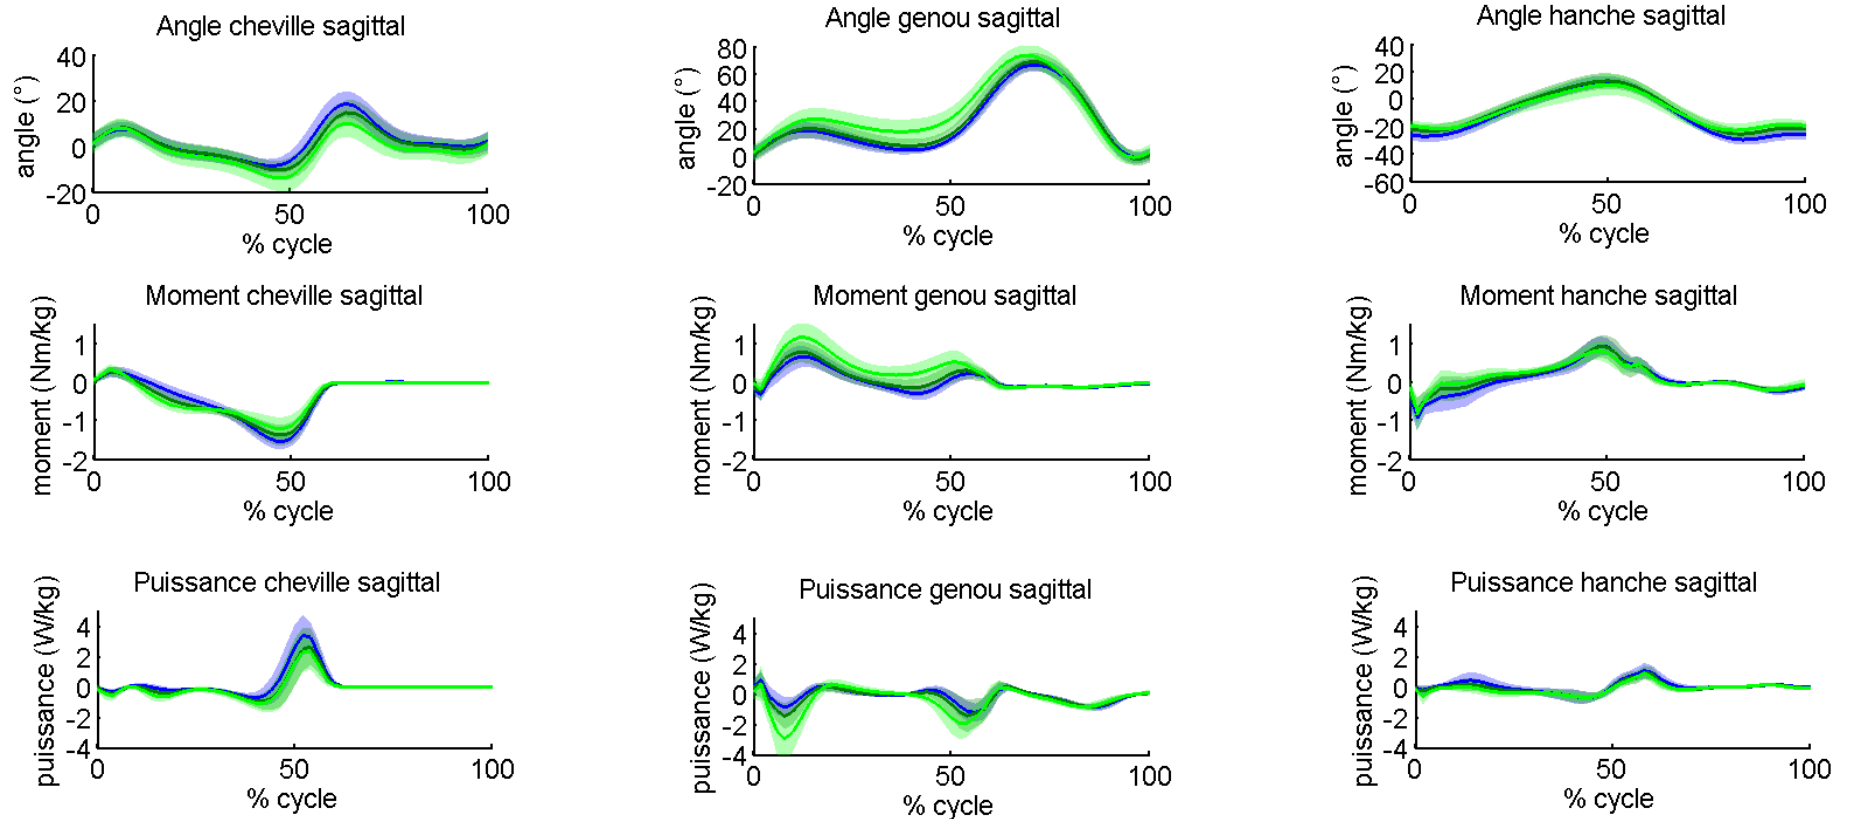 Angle cheville sagittal
angle (°)
40
20
0
-20
0
50
100
% cycle
Angle genou sagittal
angle (°)
80
60
40
20
0
-20
0
50
100
% cycle
Angle hanche sagittal
angle (°)
40
20
0
-20
-40
-60
0
50
100
% cycle
Moment cheville sagittal
moment (Nm/kg)
1
0
-1
-2
0
50
100
% cycle
Moment genou sagittal
moment (Nm/kg)
1
0
-1
-2
0
50
100
% cycle
Moment hanche sagittal
moment (Nm/kg)
1
0
-1
-2
0
50
100
% cycle
Puissance cheville sagittal
puissance (W/kg)
4
2
0
-2
-4
0
50
100
% cycle
Puissance genou sagittal
puissance (W/kg)
4
2
0
-2
-4
0
50
100
% cycle
Puissance hanche sagittal
puissance (W/kg)
4
2
0
-2
-4
0
50
100
% cycle